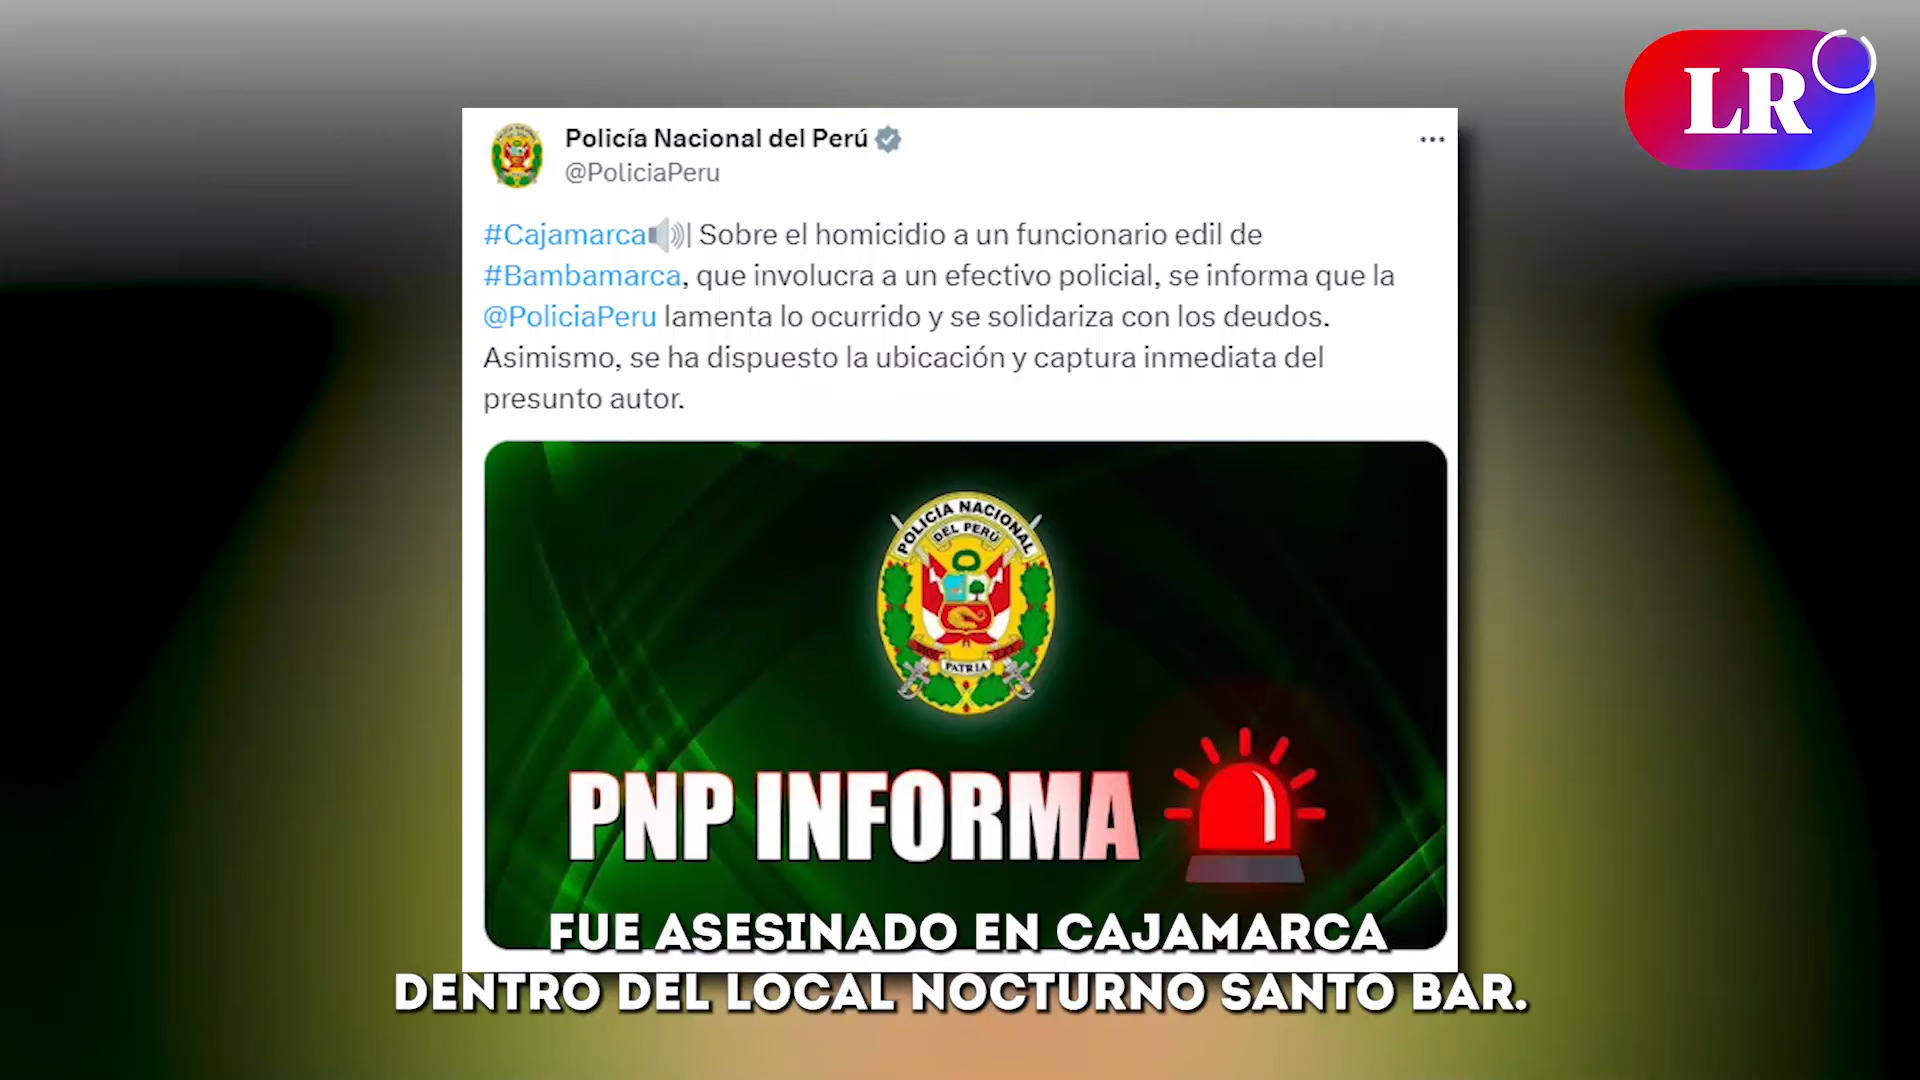 LR
Policía Nacional del Perú
@PoliciaPeru
#Cajamarca🔊| Sobre el homicidio a un funcionario edil de
#Bambamarca, que involucra a un efectivo policial, se informa que la
@PoliciaPeru lamenta lo ocurrido y se solidariza con los deudos.
Asimismo, se ha dispuesto la ubicación y captura inmediata del
presunto autor.
POLICÍA NACIONAL
DEL PERÚ
PATRIA
PNP INFORMA
FUE ASESINADO EN CAJAMARCA
DENTRO DEL LOCAL NOCTURNO SANTO BAR.